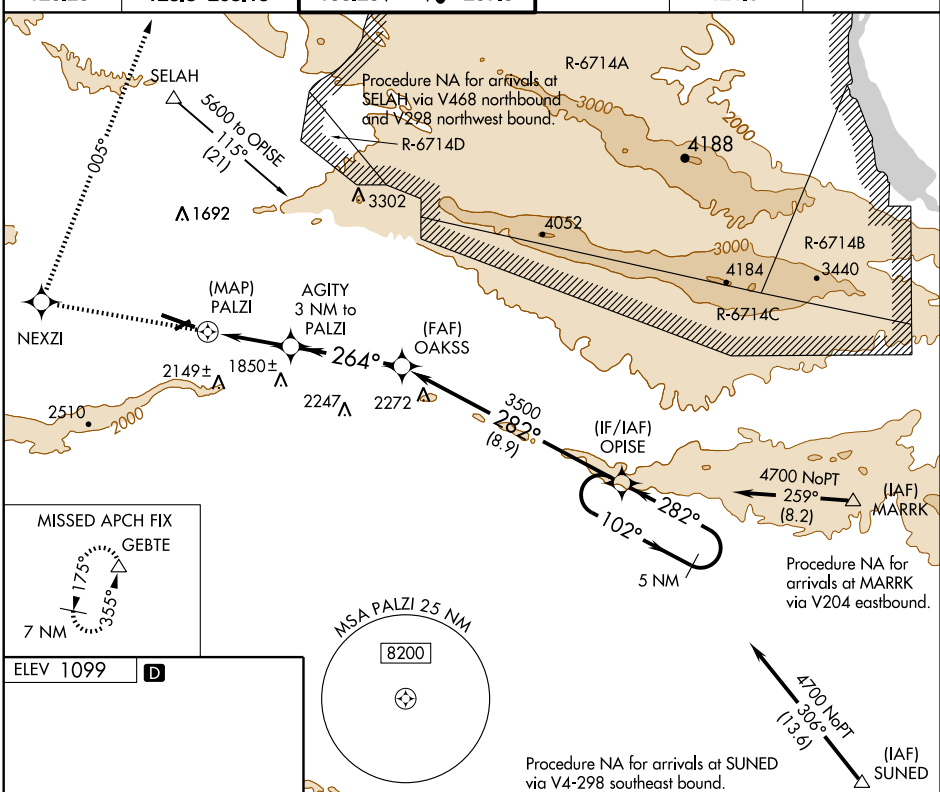 SELAH
R-6714A
Procedure NA for arrivals at
SELAH via V468 northbound
and V298 northwest bound.
5600 to OPISE
115°
(21)
005°
3000
2000
R-6714D
4188
3302
1692
4052
3000
R-6714B
4184
3440
R-6714C
NEXZI
(MAP)
PALZI
AGITY
3 NM to
PALZI
(FAF)
OAKSS
264°
2149±
1850±
2247
2272
2510
2000
3500
282°
(8.9)
(IF/IAF)
OPISE
4700 NoPT
259°
(8.2)
(IAF)
MARRK
282°
102°
5 NM
Procedure NA for
arrivals at MARRK
via V204 eastbound.
MISSED APCH FIX
GEBTE
175°
355°
7 NM
MSA PALZI 25 NM
8200
ELEV 1099
D
4700 NoPT
306°
(13.6)
(IAF)
SUNED
Procedure NA for arrivals at SUNED
via V4-298 southeast bound.